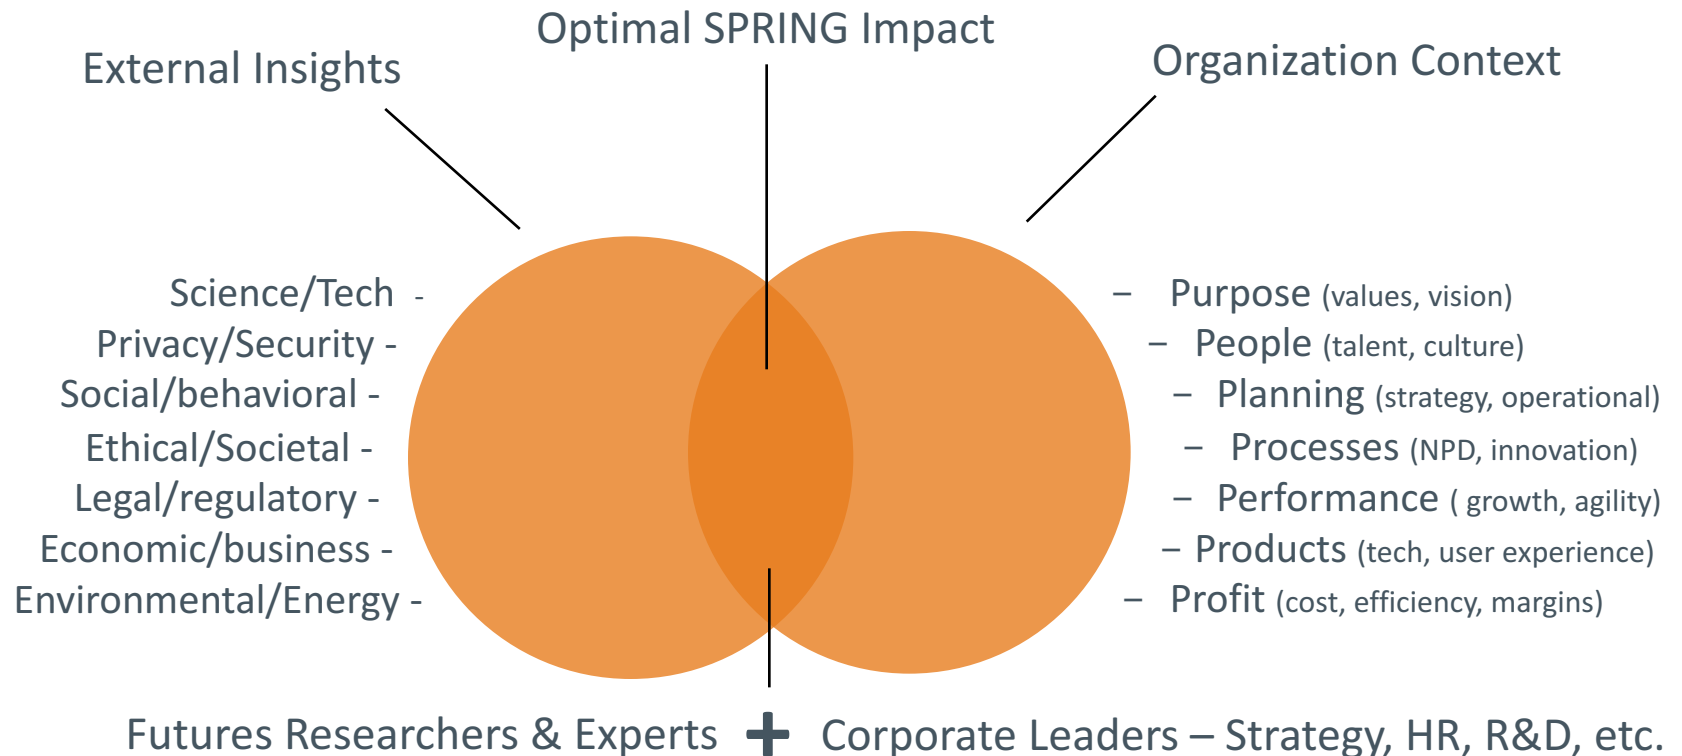 Optimal SPRING Impact
External Insights
Organization Context
Science/Tech -
Privacy/Security -
Social/behavioral -
Ethical/Societal -
Legal/regulatory -
Economic/business -
Environmental/Energy -
– Purpose (values, vision)
– People (talent, culture)
– Planning (strategy, operational)
– Processes (NPD, innovation)
– Performance ( growth, agility)
– Products (tech, user experience)
– Profit (cost, efficiency, margins)
Futures Researchers & Experts + Corporate Leaders – Strategy, HR, R&D, etc.